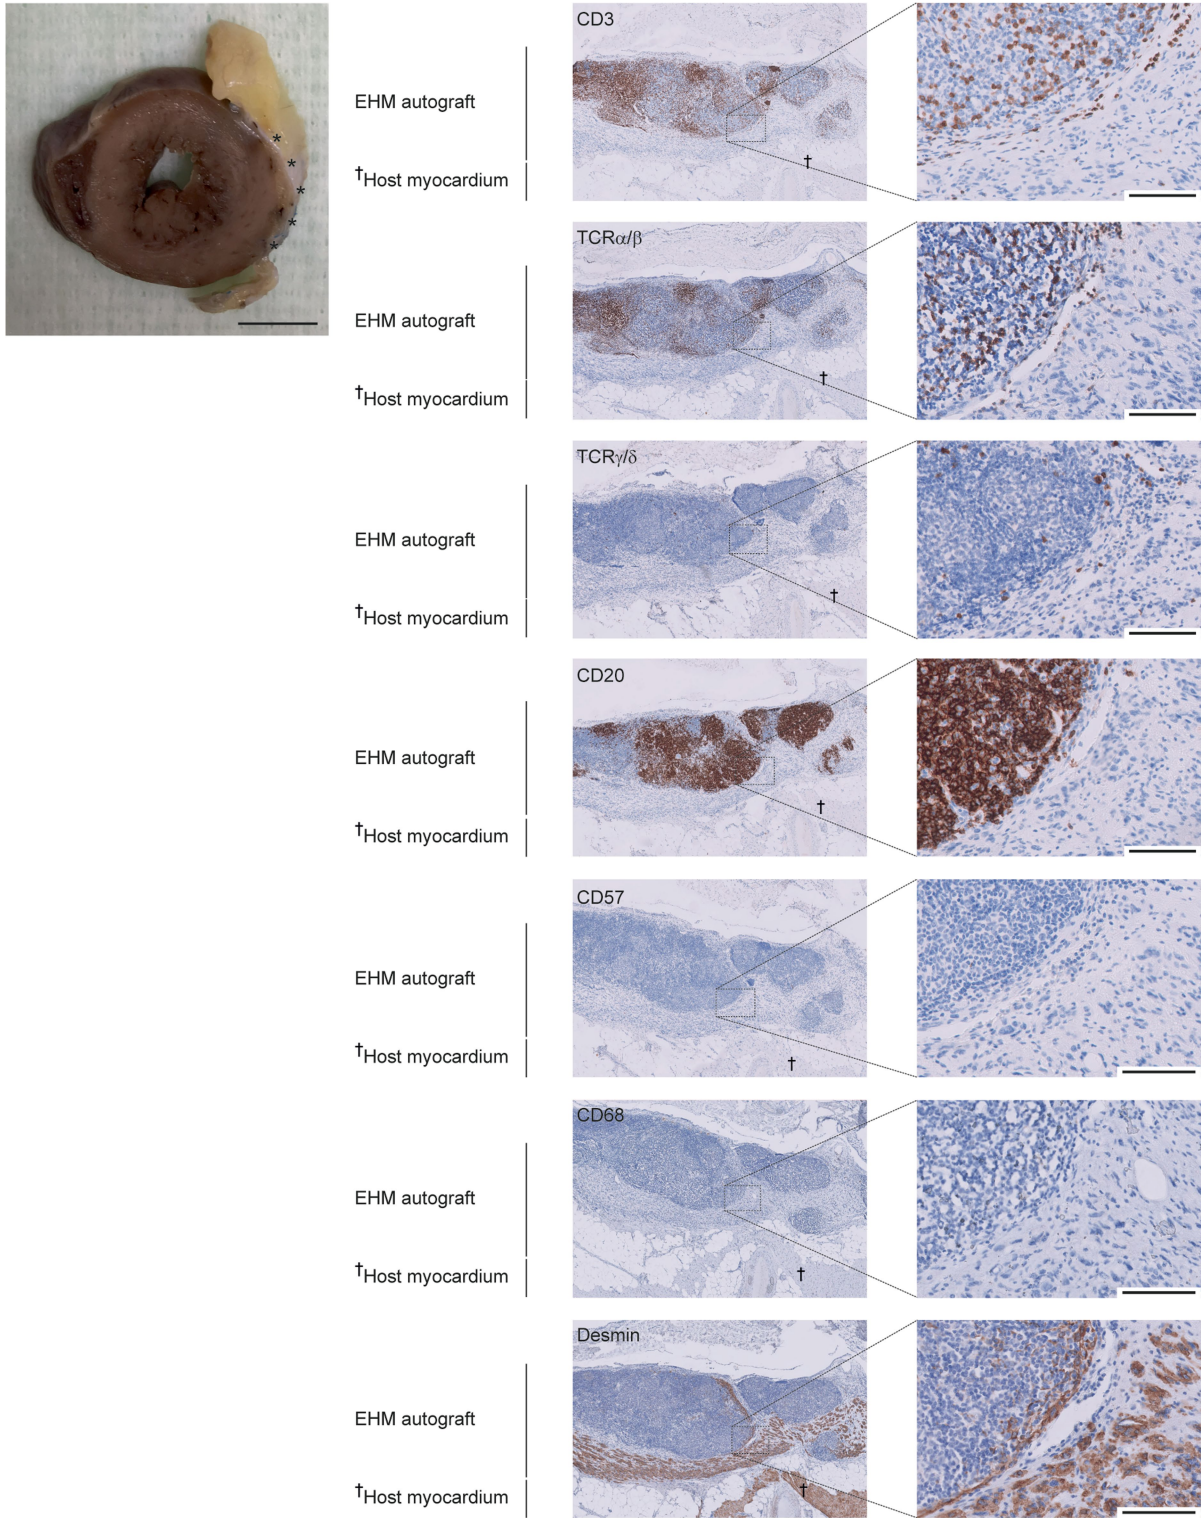 CD3
EHM autograft
†Host myocardium
†
TCRα/β
EHM autograft
†Host myocardium
†
TCRγ/δ
EHM autograft
†Host myocardium
†
CD20
EHM autograft
†Host myocardium
†
CD57
EHM autograft
†Host myocardium
†
CD68
EHM autograft
†Host myocardium
†
Desmin
EHM autograft
†Host myocardium
†